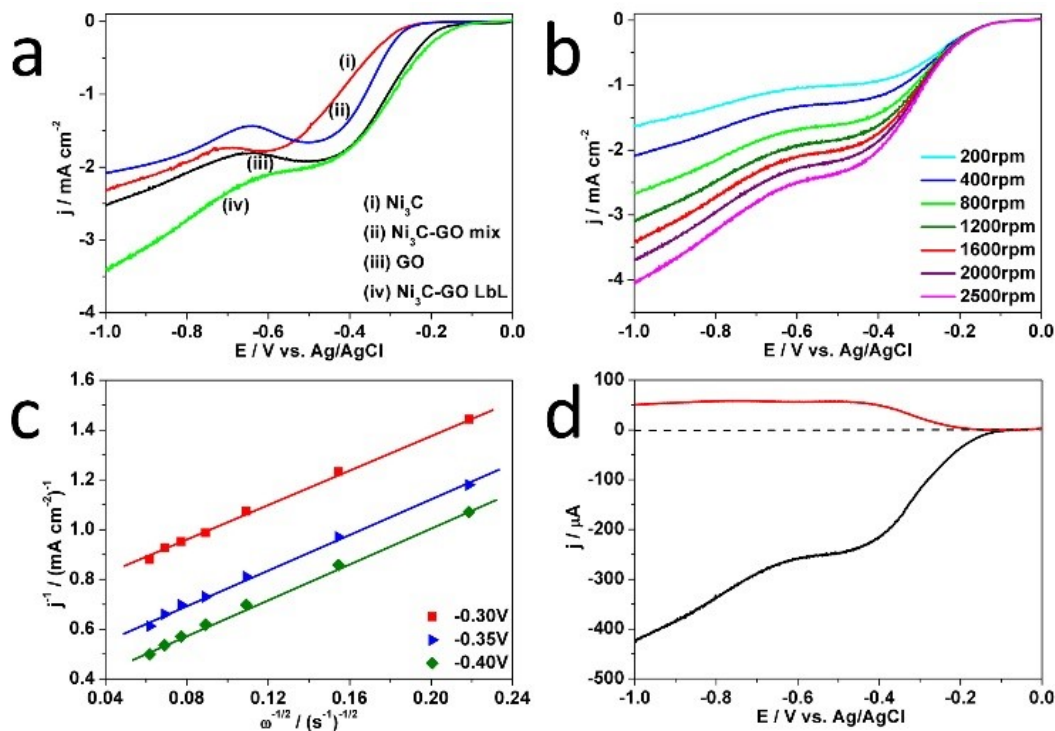 a
0
-1
-2
-3
-4
j / mA cm⁻²
(i)
(ii)
(iii)
(iv)
(i) Ni₃C
(ii) Ni₃C-GO mix
(iii) GO
(iv) Ni₃C-GO LbL
-1.0 -0.8 -0.6 -0.4 -0.2 0.0
E / V vs. Ag/AgCl
b
0
-1
-2
-3
-4
j / mA cm⁻²
200rpm
400rpm
800rpm
1200rpm
1600rpm
2000rpm
2500rpm
-1.0 -0.8 -0.6 -0.4 -0.2 0.0
E / V vs. Ag/AgCl
c
1.6
1.4
1.2
1.0
0.8
0.6
0.4
j⁻¹ / (mA cm⁻²)⁻¹
-0.30V
-0.35V
-0.40V
0.04 0.08 0.12 0.16 0.20 0.24
ω⁻¹/² / (s⁻¹)⁻¹/²
d
100
0
-100
-200
-300
-400
-500
j / μA
-1.0 -0.8 -0.6 -0.4 -0.2 0.0
E / V vs. Ag/AgCl